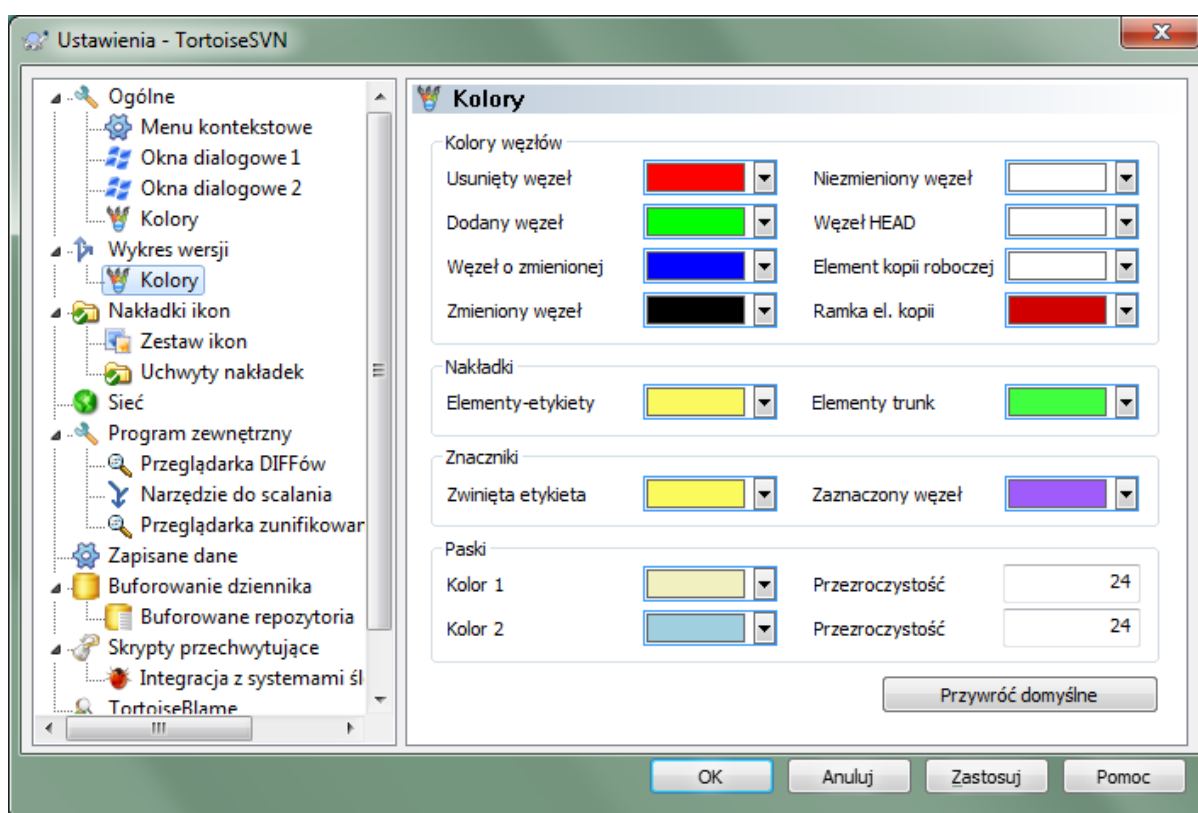 Ustawienia - TortoiseSVN
Ogólne
Menu kontekstowe
Okna dialogowe 1
Okna dialogowe 2
Kolory
Wykres wersji
Kolory
Nakładki ikon
Zestaw ikon
Uchwyty nakładek
Sieć
Program zewnętrzny
Przeglądarka DIFFów
Narzędzie do scalania
Przeglądarka zunifikowar
Zapisane dane
Buforowanie dziennika
Buforowane repozytoria
Skrypty przechwytujące
Integracja z systemami śl
TortoiseBlame
Kolory
Kolory węzłów
Usunięty węzeł
Niezmieniony węzeł
Dodany węzeł
Węzeł HEAD
Węzeł o zmienionej
Element kopii roboczej
Zmieniony węzeł
Ramka el. kopii
Nakładki
Elementy-etykiety
Elementy trunk
Znaczniki
Zwinięta etykieta
Zaznaczony węzeł
Paski
Kolor 1
Przezroczystość
24
Kolor 2
Przezroczystość
24
Przywróć domyślne
OK
Anuluj
Zastosuj
Pomoc